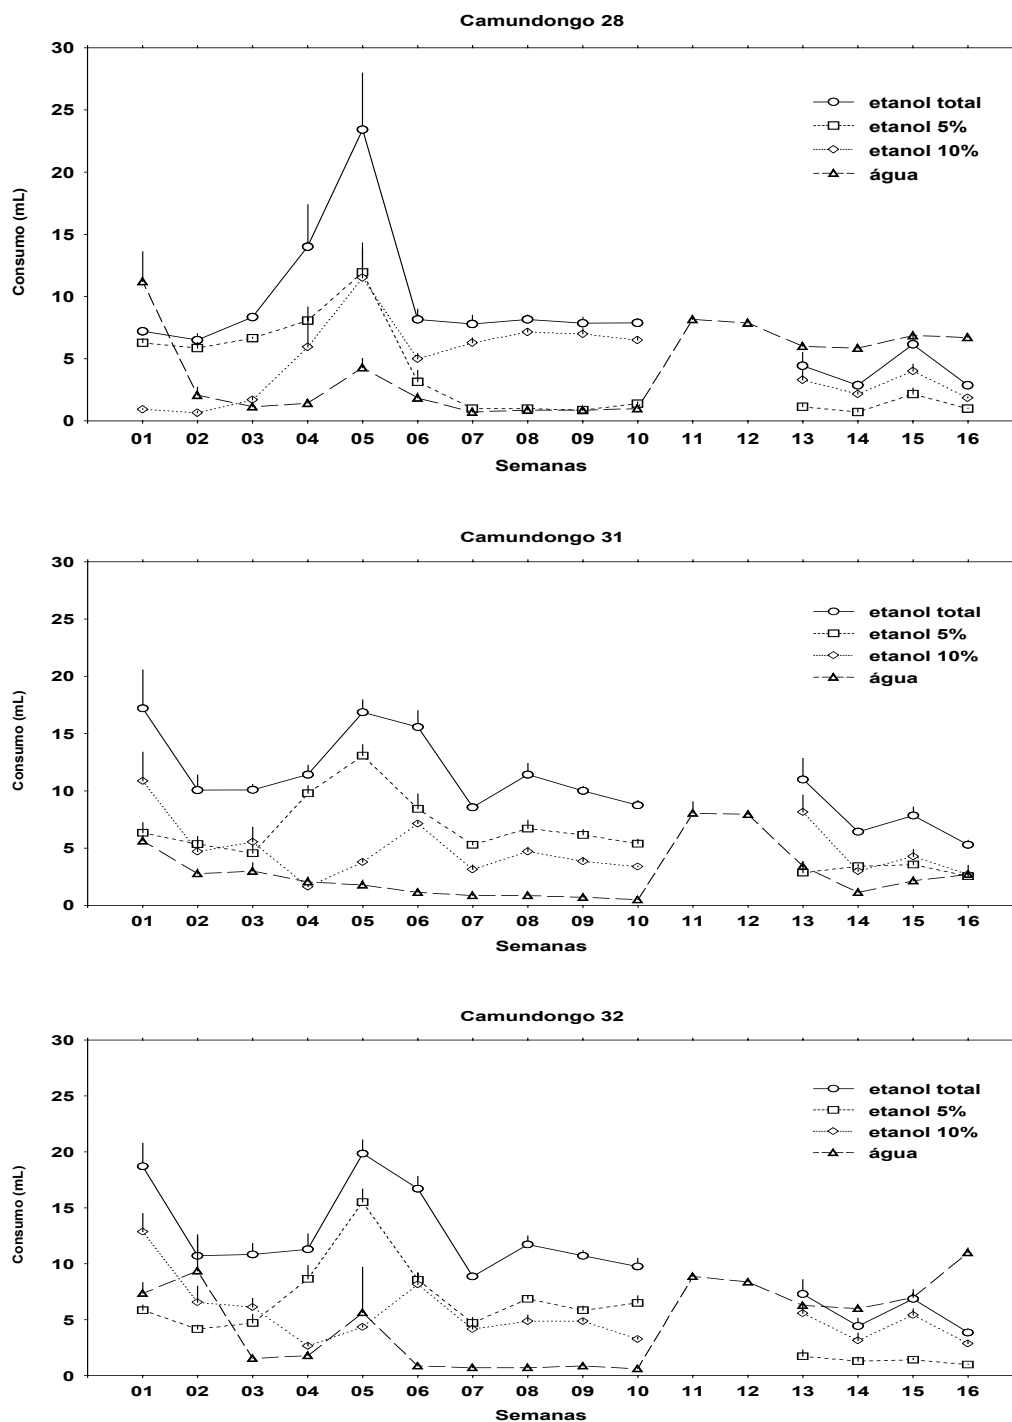 Camundongo 28
30
25
20
15
10
5
0
Consumo (mL)
etanol total
etanol 5%
etanol 10%
água
01 02 03 04 05 06 07 08 09 10 11 12 13 14 15 16
Semanas
Camundongo 31
30
25
20
15
10
5
0
Consumo (mL)
etanol total
etanol 5%
etanol 10%
água
01 02 03 04 05 06 07 08 09 10 11 12 13 14 15 16
Semanas
Camundongo 32
30
25
20
15
10
5
0
Consumo (mL)
etanol total
etanol 5%
etanol 10%
água
01 02 03 04 05 06 07 08 09 10 11 12 13 14 15 16
Semanas